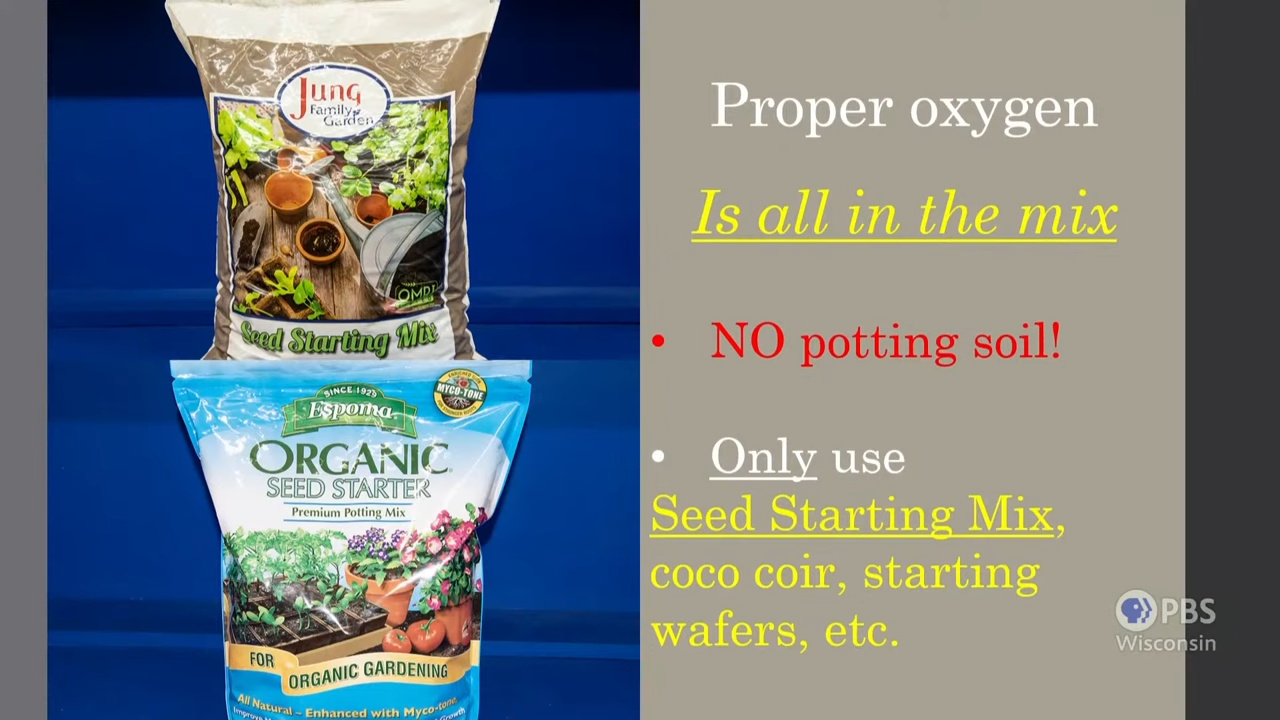 Jung
Family
Garden
OMRI
Seed Starting Mix
SINCE 1929
Espoma
MYCO-TONE
ORGANIC
SEED STARTER
Premium Potting Mix
FOR
ORGANIC GARDENING
All Natural – Enhanced with Myco-tone
Proper oxygen
Is all in the mix
• NO potting soil!
• Only use
Seed Starting Mix,
coco coir, starting
wafers, etc.
PBS
Wisconsin